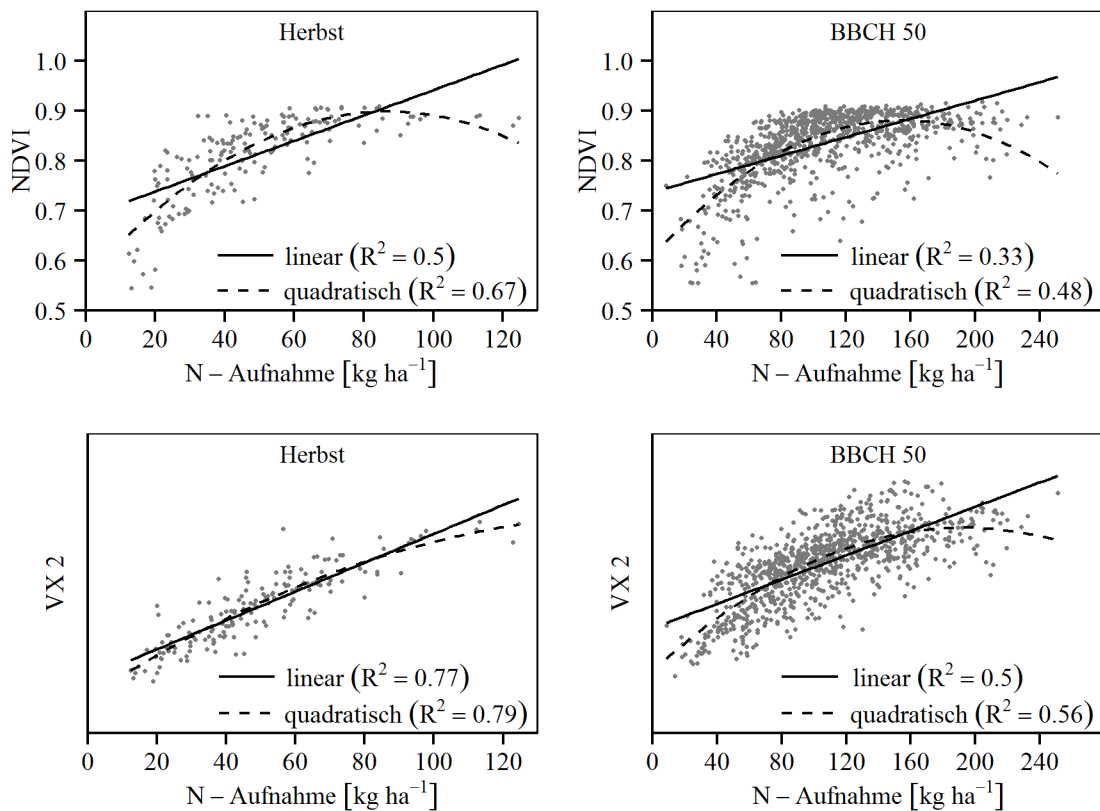 Herbst
1.0
0.9
0.8
0.7
0.6
0.5
NDVI
linear (R² = 0.5)
quadratisch (R² = 0.67)
0 20 40 60 80 100 120
N – Aufnahme [kg ha⁻¹]
BBCH 50
1.0
0.9
0.8
0.7
0.6
0.5
NDVI
linear (R² = 0.33)
quadratisch (R² = 0.48)
0 40 80 120 160 200 240
N – Aufnahme [kg ha⁻¹]
Herbst
VX 2
linear (R² = 0.77)
quadratisch (R² = 0.79)
0 20 40 60 80 100 120
N – Aufnahme [kg ha⁻¹]
BBCH 50
VX 2
linear (R² = 0.5)
quadratisch (R² = 0.56)
0 40 80 120 160 200 240
N – Aufnahme [kg ha⁻¹]